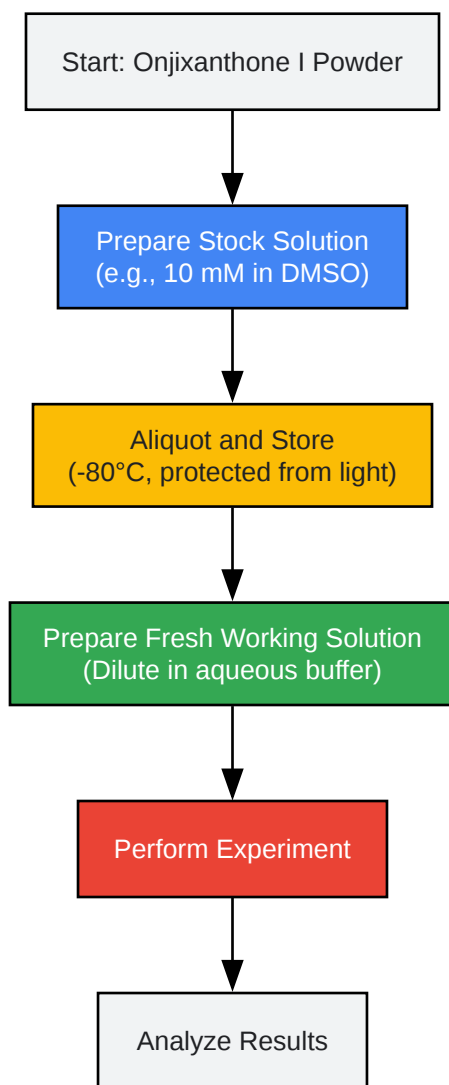 Start: Onjixanthone I Powder
Prepare Stock Solution
(e.g., 10 mM in DMSO)
Aliquot and Store
(-80°C, protected from light)
Prepare Fresh Working Solution
(Dilute in aqueous buffer)
Perform Experiment
Analyze Results